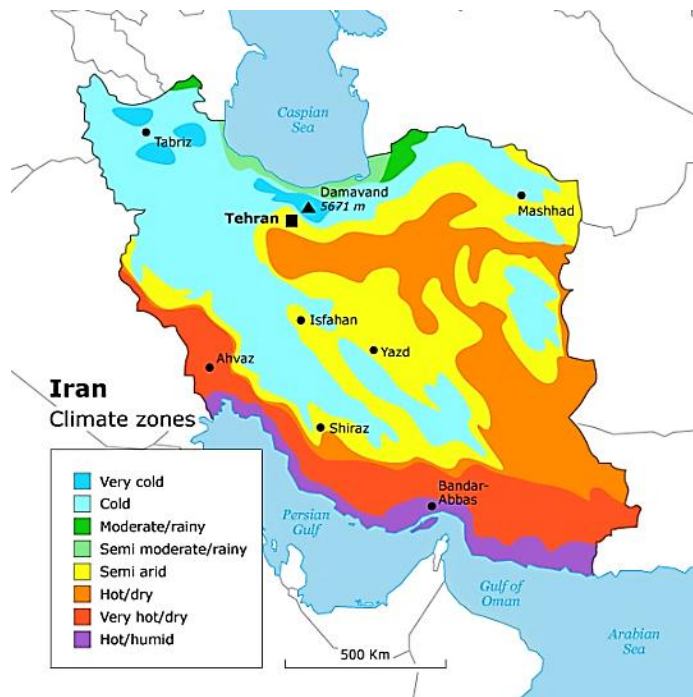 Caspian
Sea
Tabriz
Damavand
5671 m
Mashhad
Tehran
Isfahan
Yazd
Ahvaz
Iran
Climate zones
Shiraz
Very cold
Cold
Moderate/rainy
Semi moderate/rainy
Semi arid
Hot/dry
Very hot/dry
Hot/humid
Bandar-
Abbas
Persian
Gulf
Gulf of
Oman
Arabian
Sea
500 Km